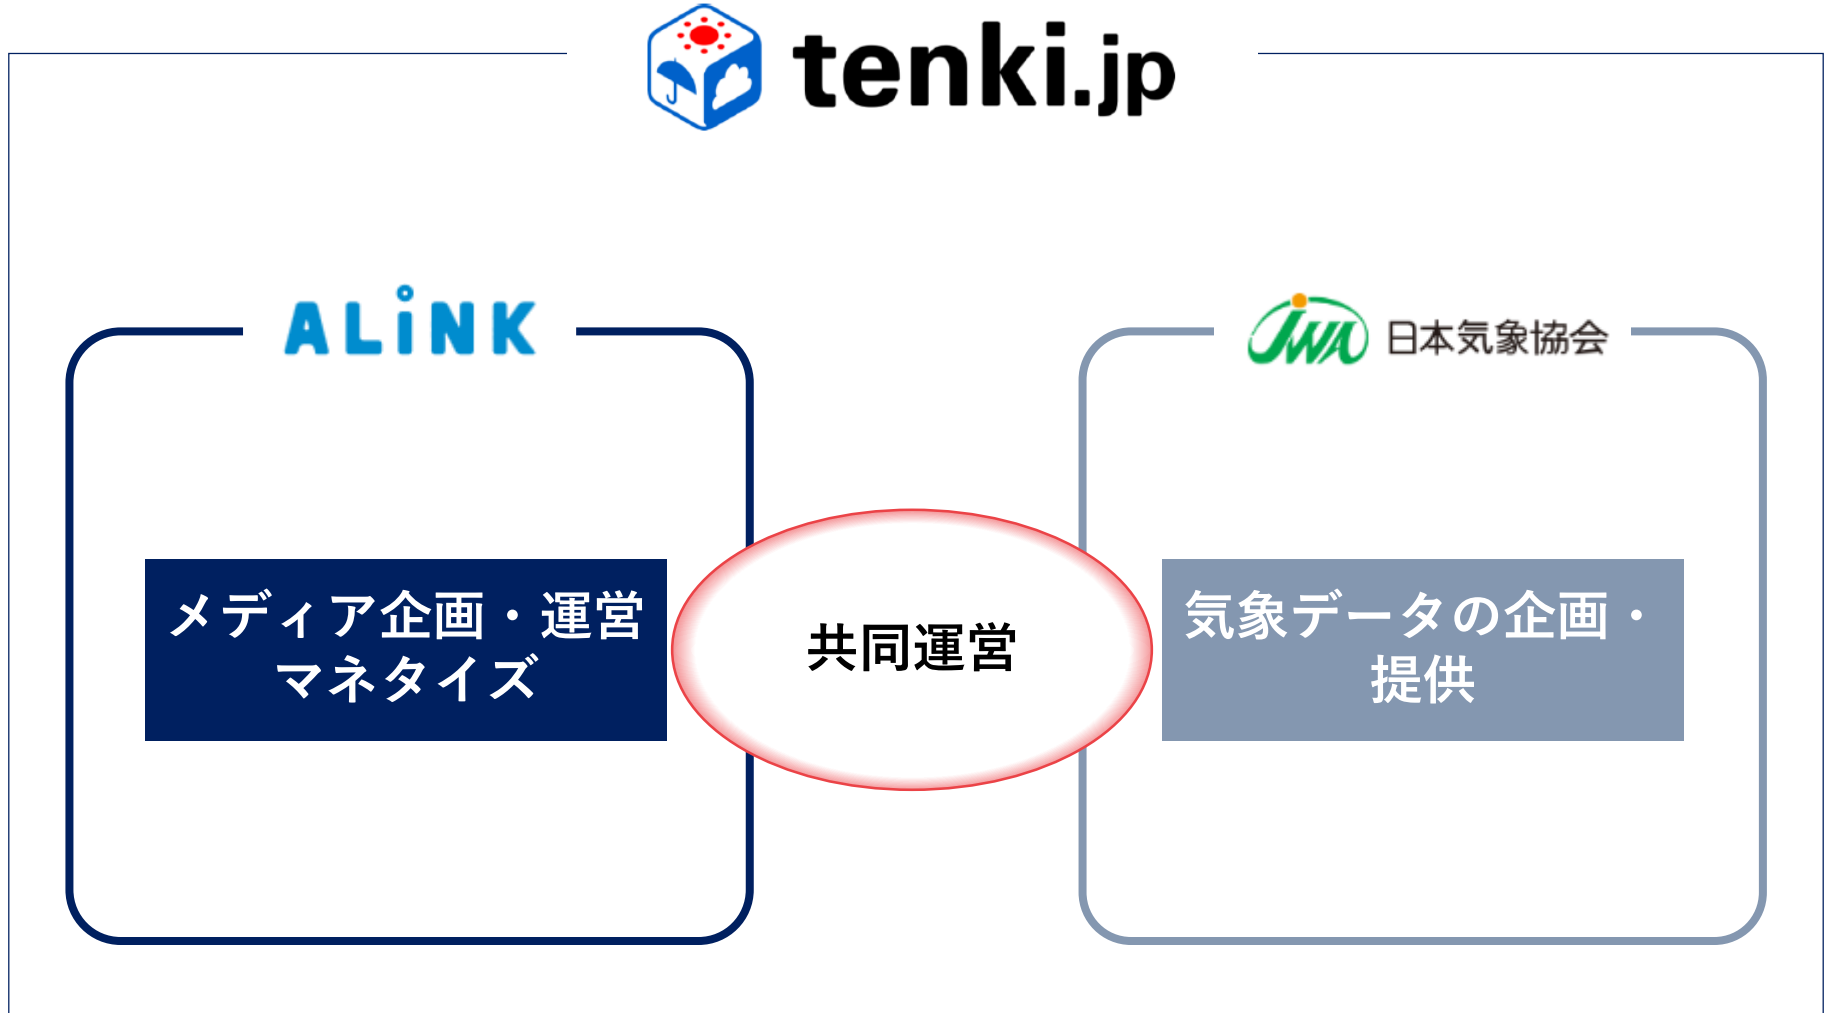 tenki.jp
ALiNK
JWA 日本気象協会
メディア企画・運営
マネタイズ
共同運営
気象データの企画・
提供